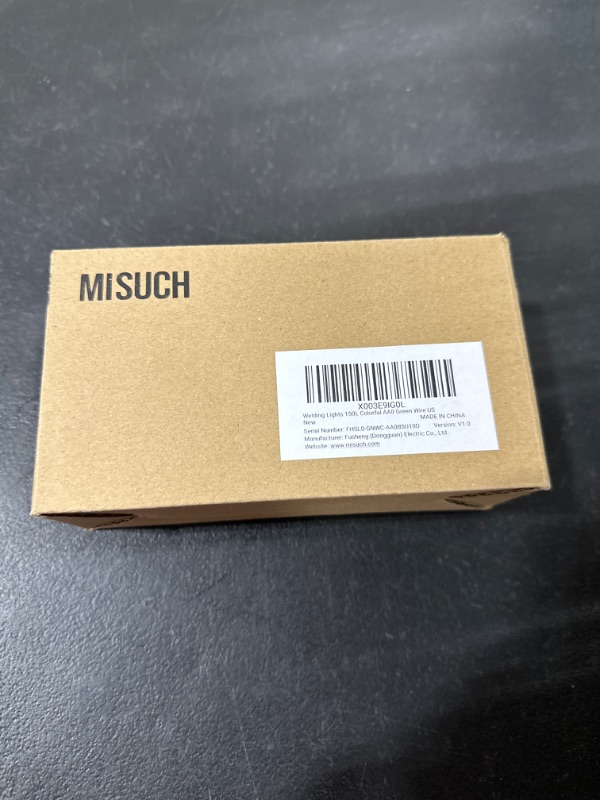 MISUCH
X003E9IG0L
Welding Lights 150L Colorful AA0 Green Wire US
New MADE IN CHINA
Serial Number: FHSL0-GNWC-AA0BSU150 Version: V1.0
Manufacturer: Fusheng (Dongguan) Electric Co., Ltd.
Website: www.misuch.com